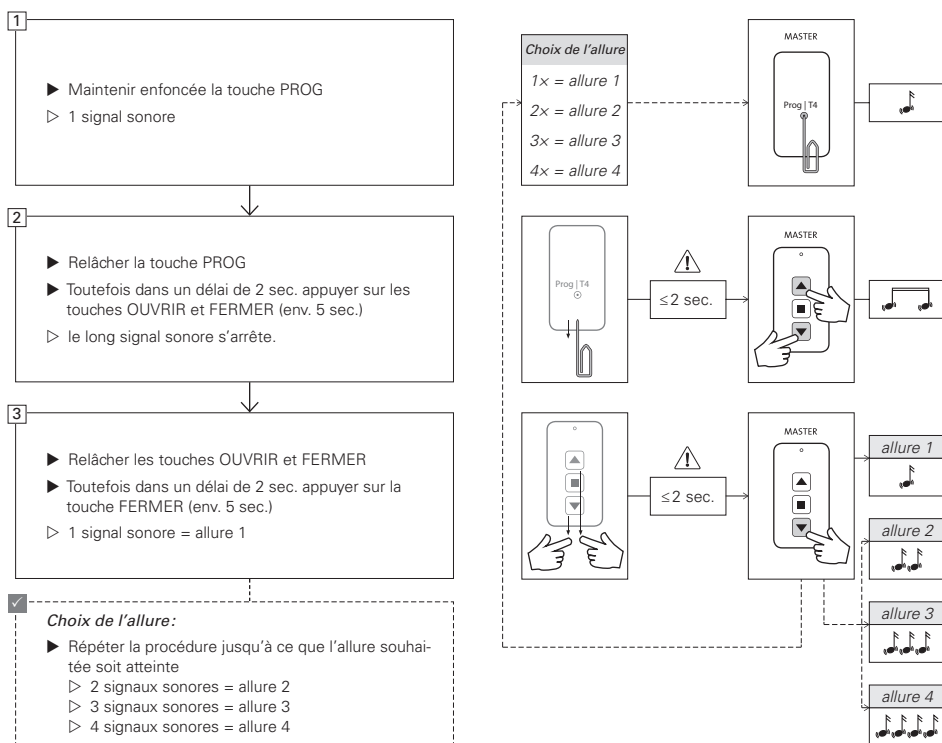 1
▶ Maintenir enfoncée la touche PROG
▷ 1 signal sonore
2
▶ Relâcher la touche PROG
▶ Toutefois dans un délai de 2 sec. appuyer sur les
touches OUVRIR et FERMER (env. 5 sec.)
▷ le long signal sonore s'arrête.
3
▶ Relâcher les touches OUVRIR et FERMER
▶ Toutefois dans un délai de 2 sec. appuyer sur la
touche FERMER (env. 5 sec.)
▷ 1 signal sonore = allure 1
Choix de l'allure:
▶ Répéter la procédure jusqu'à ce que l'allure souhai-
tée soit atteinte
▷ 2 signaux sonores = allure 2
▷ 3 signaux sonores = allure 3
▷ 4 signaux sonores = allure 4
Choix de l'allure
1× = allure 1
2× = allure 2
3× = allure 3
4× = allure 4
MASTER
Prog | T4
Prog | T4
≤2 sec.
MASTER
≤2 sec.
MASTER
allure 1
allure 2
allure 3
allure 4